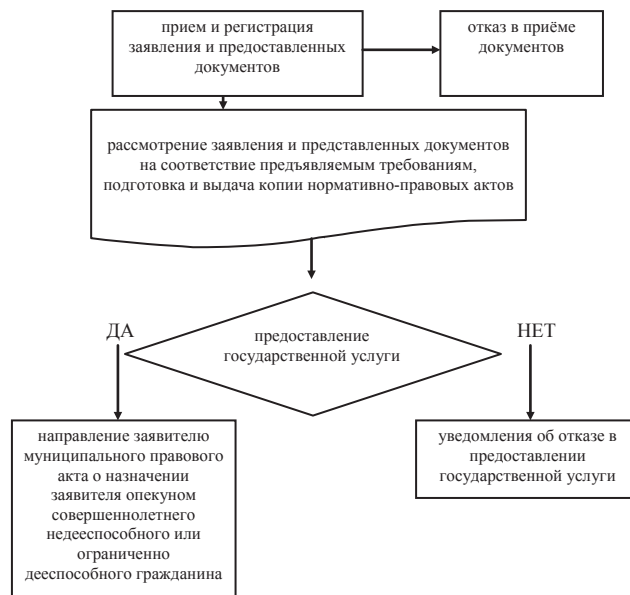 прием и регистрация
заявления и предоставленных
документов
отказ в приёме
документов
рассмотрение заявления и представленных документов
на соответствие предъявляемым требованиям,
подготовка и выдача копии нормативно-правовых актов
ДА
предоставление
государственной услуги
НЕТ
направление заявителю
муниципального правового
акта о назначении
заявителя опекуном
совершеннолетнего
недееспособного или
ограниченно
дееспособного гражданина
уведомления об отказе в
предоставлении
государственной услуги